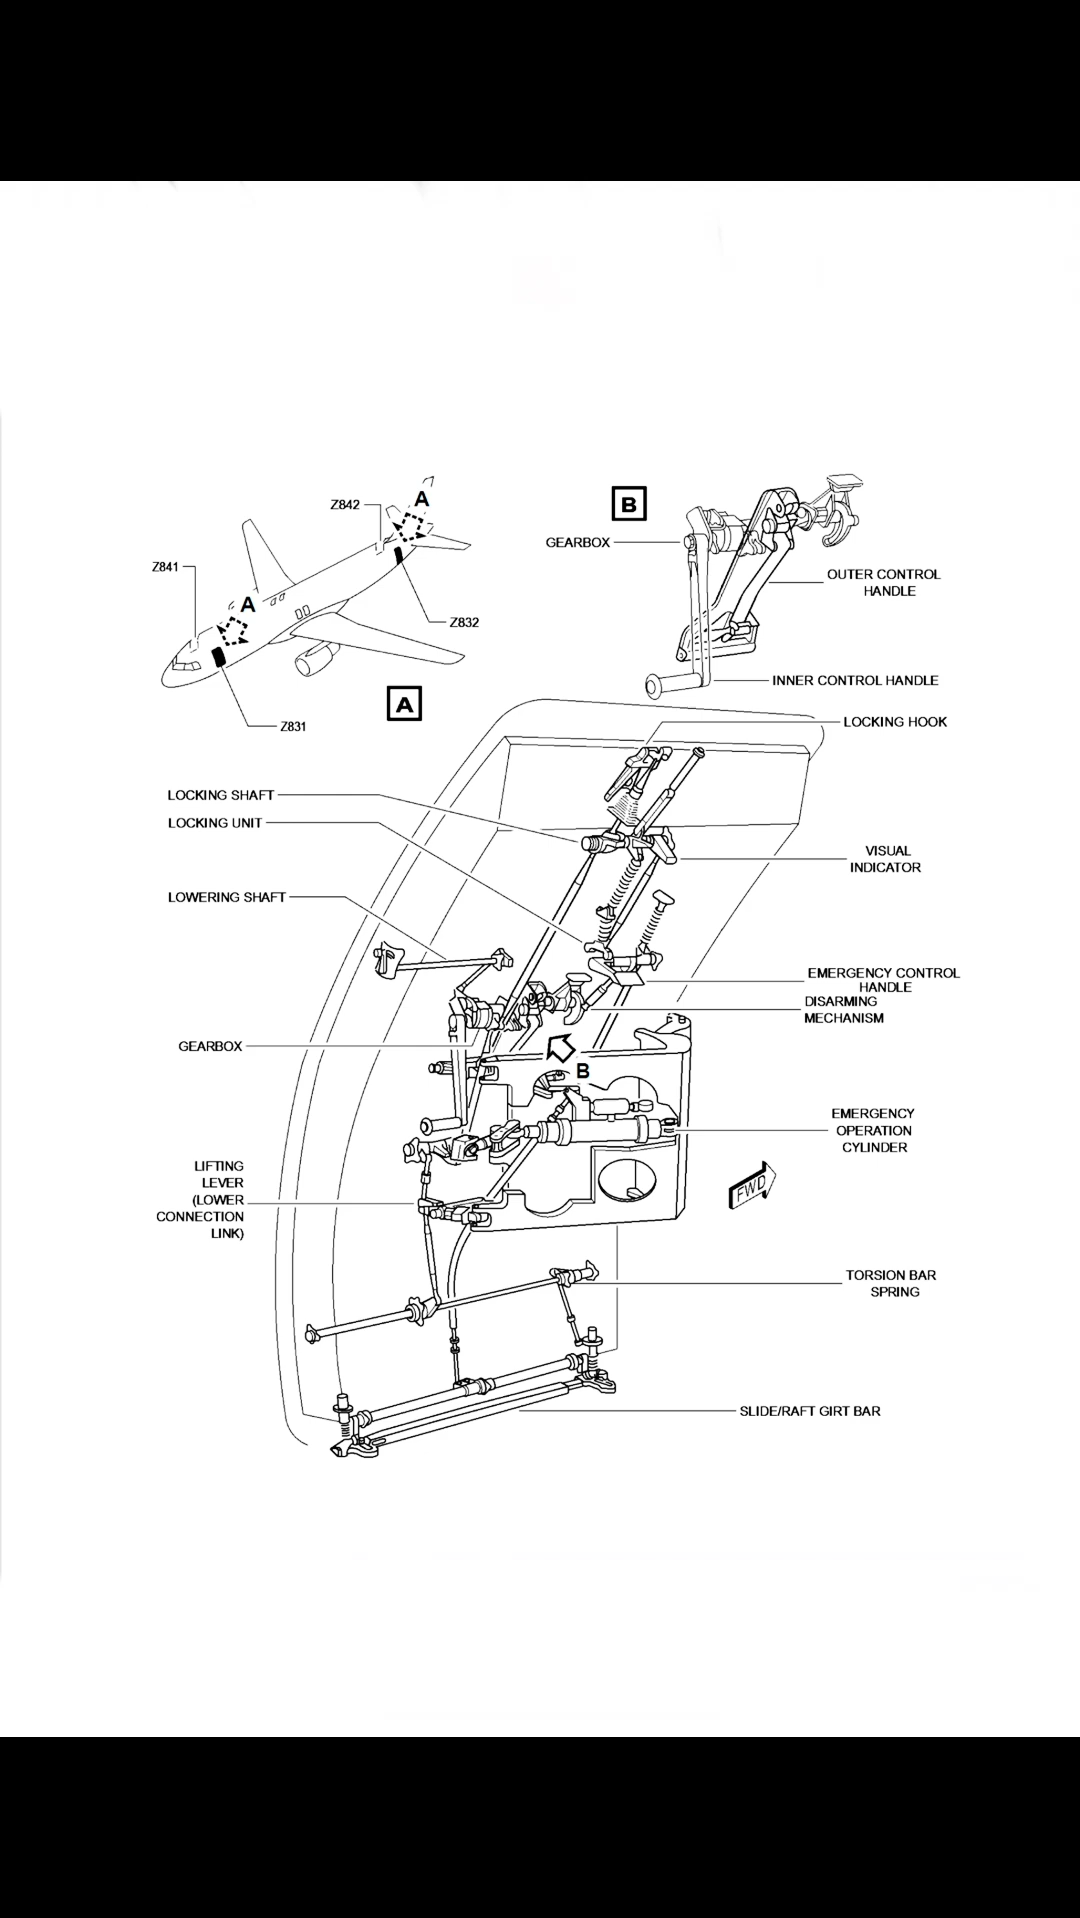 A
Z842
B
GEARBOX
Z841
OUTER CONTROL
HANDLE
A
Z832
INNER CONTROL HANDLE
A
Z831
LOCKING HOOK
LOCKING SHAFT
LOCKING UNIT
VISUAL
INDICATOR
LOWERING SHAFT
EMERGENCY CONTROL
HANDLE
DISARMING
MECHANISM
GEARBOX
B
EMERGENCY
OPERATION
CYLINDER
LIFTING
LEVER
(LOWER
CONNECTION
LINK)
FWD
TORSION BAR
SPRING
SLIDE/RAFT GIRT BAR